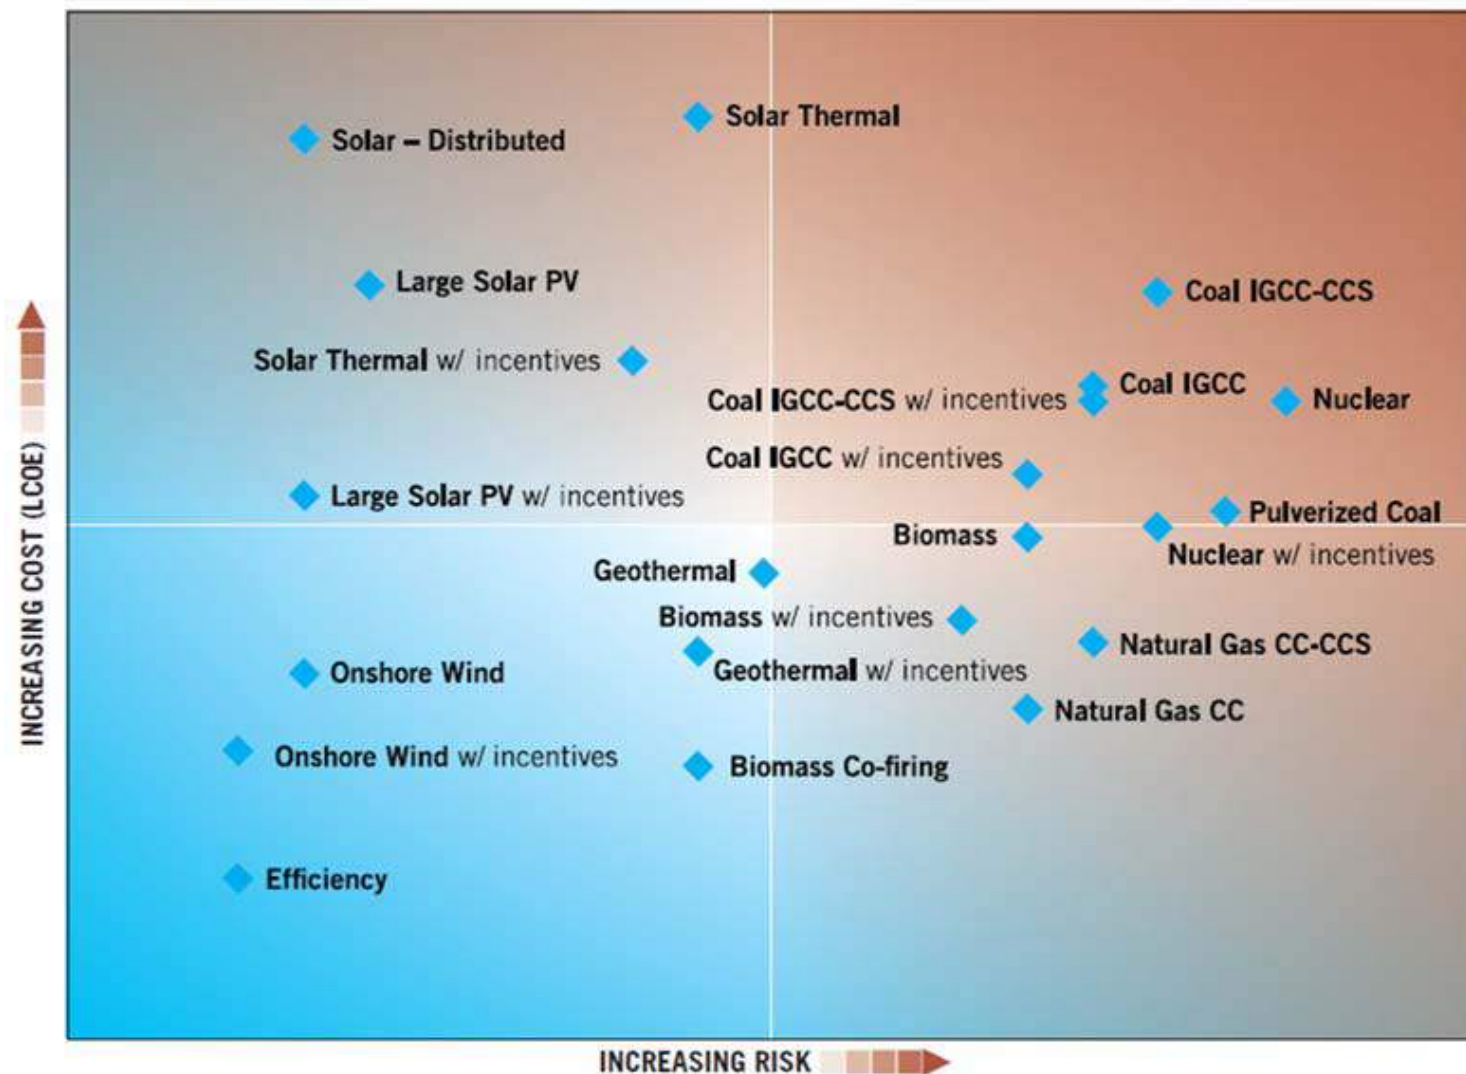 Solar Thermal
Solar – Distributed
Large Solar PV
Coal IGCC-CCS
Solar Thermal w/ incentives
Coal IGCC
Coal IGCC-CCS w/ incentives
Nuclear
Coal IGCC w/ incentives
Large Solar PV w/ incentives
Pulverized Coal
Biomass
Nuclear w/ incentives
Geothermal
Biomass w/ incentives
Natural Gas CC-CCS
Geothermal w/ incentives
Onshore Wind
Natural Gas CC
Onshore Wind w/ incentives
Biomass Co-firing
Efficiency
INCREASING COST (LCOE)
INCREASING RISK